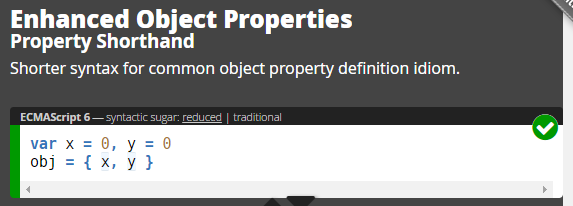 Enhanced Object Properties
Property Shorthand
Shorter syntax for common object property definition idiom.
ECMAScript 6 — syntactic sugar: reduced | traditional
var x = 0, y = 0
obj = { x, y }